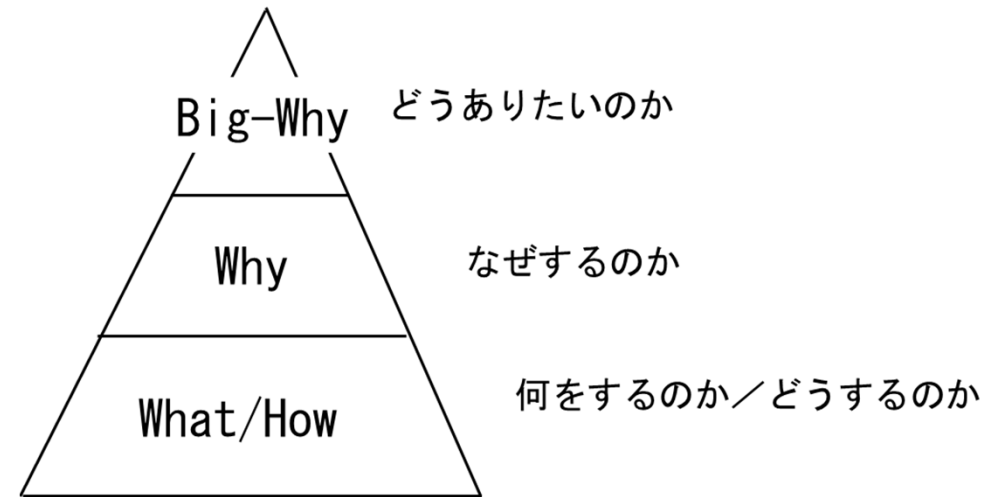 Big-Why
どうありたいのか
Why
なぜするのか
What/How
何をするのか／どうするのか